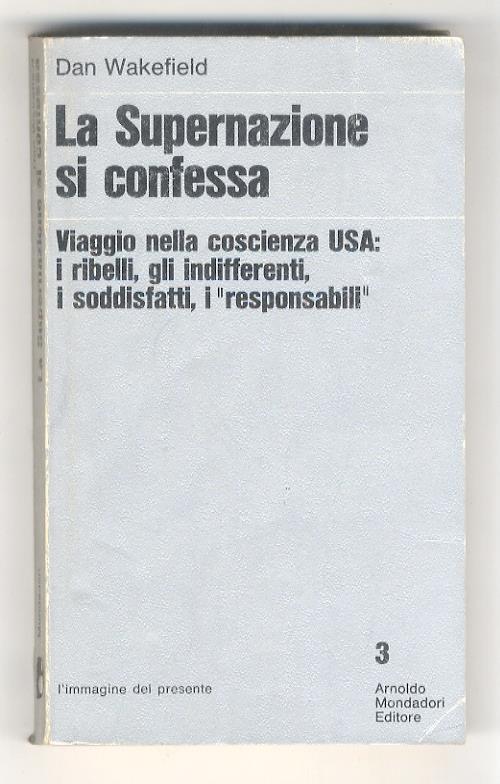 Dan Wakefield
La Supernazione
si confessa
Viaggio nella coscienza USA:
i ribelli, gli indifferenti,
i soddisfatti, i "responsabili"
3
l'immagine del presente
Arnoldo
Mondadori
Editore